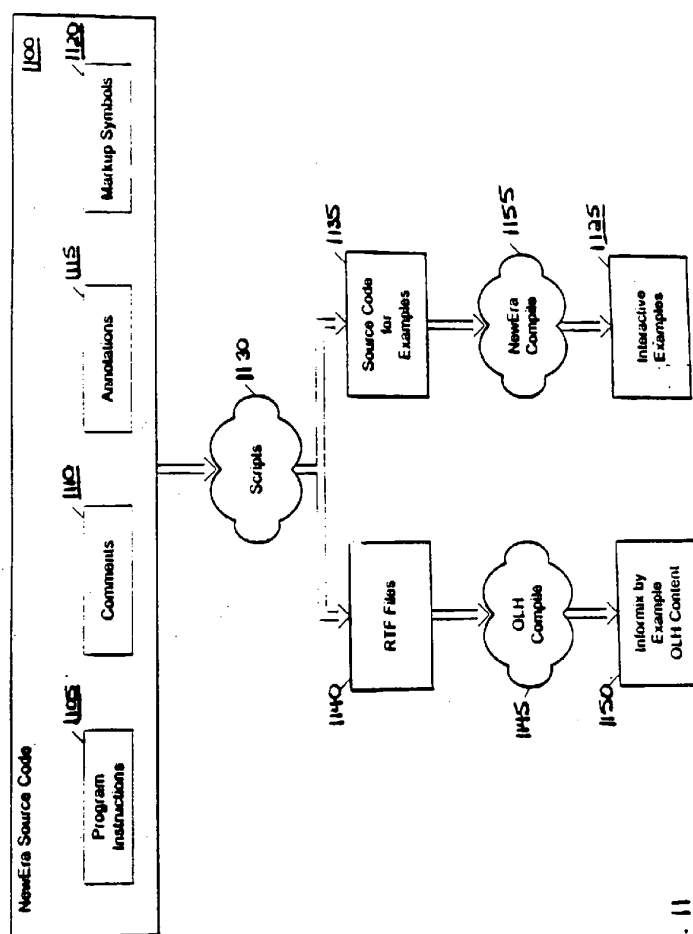 NewEra Source Code
1100
1105
Program
Instructions
1110
Comments
1115
Annotations
1120
Markup Symbols
1130
Scripts
1140
RTF Files
1135
Source Code
for
Examples
1145
OLH
Compile
1155
NewEra
Compile
1150
Informix by
Example
OLH Content
1125
Interactive
Examples
. 11